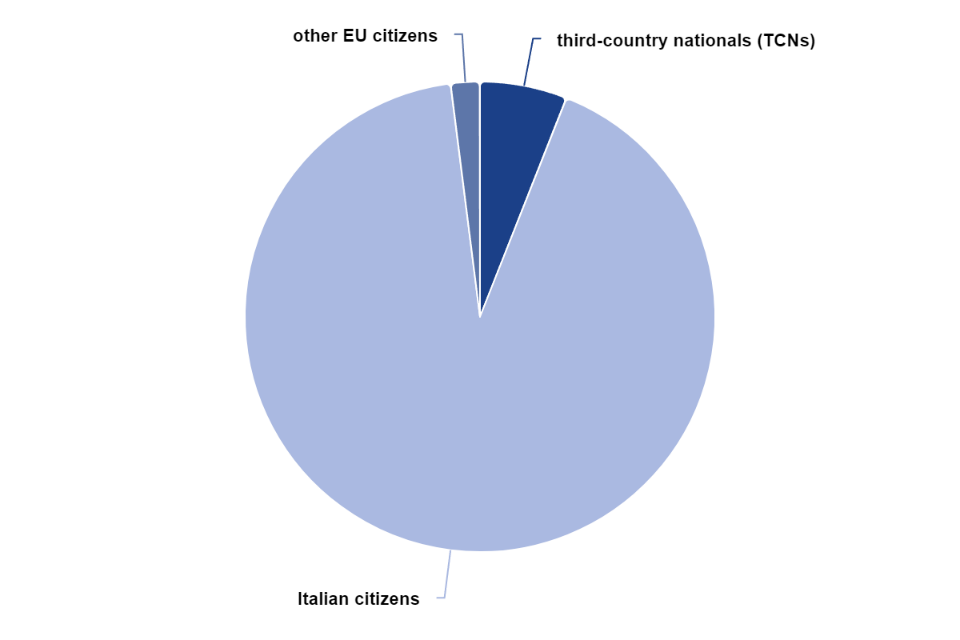 other EU citizens
third-country nationals (TCNs)
Italian citizens